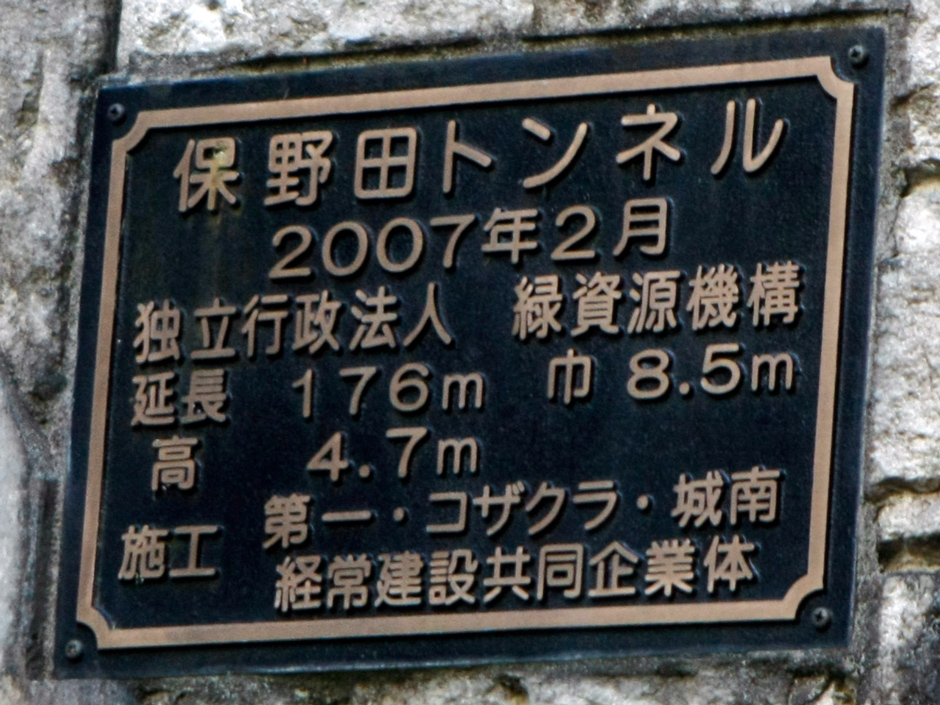 保野田トンネル
2007年2月
独立行政法人 緑資源機構
延長 176m 巾 8.5m
高 4.7m
施工 第一・コザクラ・城南
経常建設共同企業体